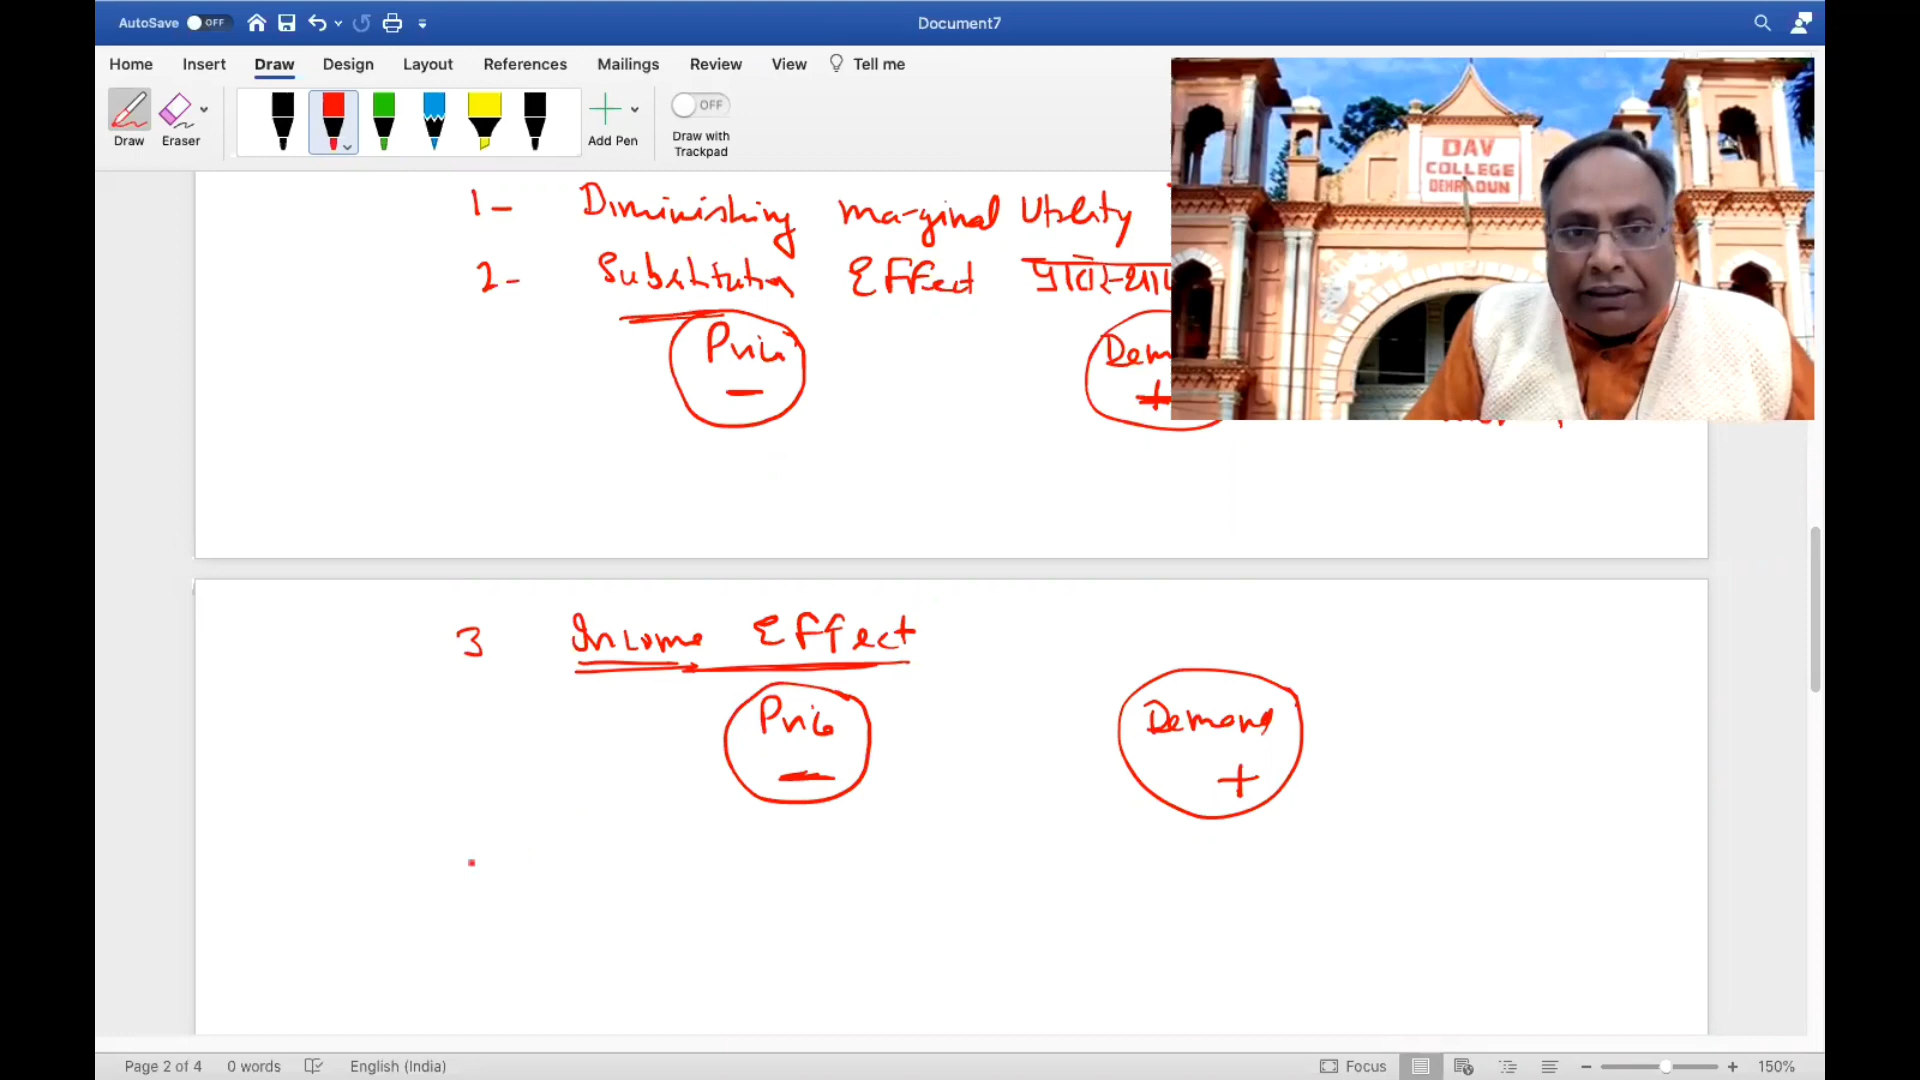 AutoSave OFF Document7
Home Insert Draw Design Layout References Mailings Review View Tell me
OFF
Draw Eraser Add Pen Draw with Trackpad
DAV
COLLEGE
DEHRADUN
1- Diminishing marginal Utility
2- Substitution Effect
Price Dem
- +
3 Income Effect
Price Demand
- +
Page 2 of 4 0 words English (India) Focus 150%